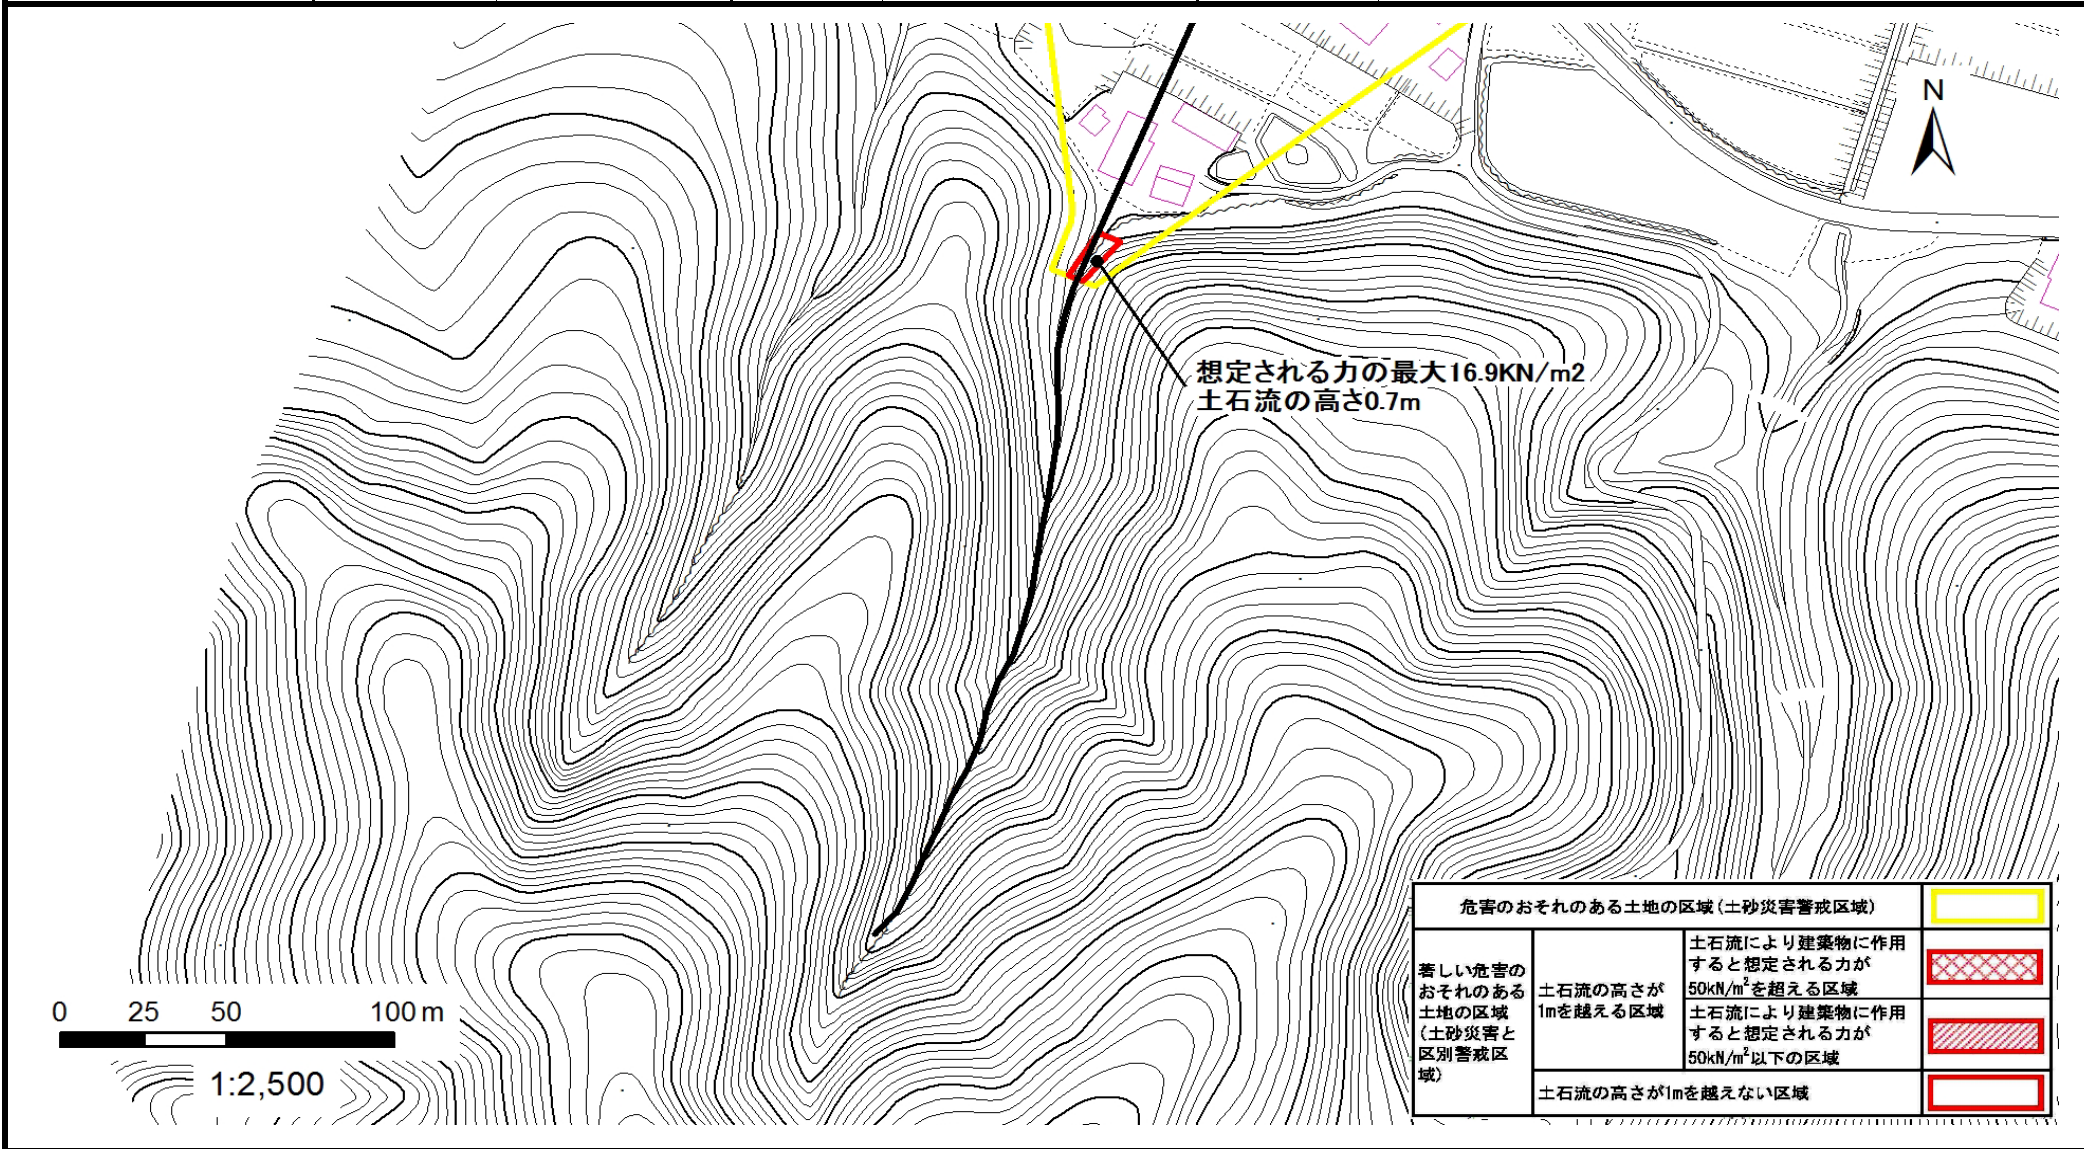 N
想定される力の最大16.9KN/m2
土石流の高さ0.7m
危害のおそれのある土地の区域(土砂災害警戒区域)
著しい危害の
おそれのある
土地の区域
(土砂災害と
区別警戒区
域)
土石流の高さが
1mを越える区域
土石流により建築物に作用
すると想定される力が
50kN/m²を超える区域
土石流により建築物に作用
すると想定される力が
50kN/m²以下の区域
土石流の高さが1mを越えない区域
0 25 50 100 m
1:2,500